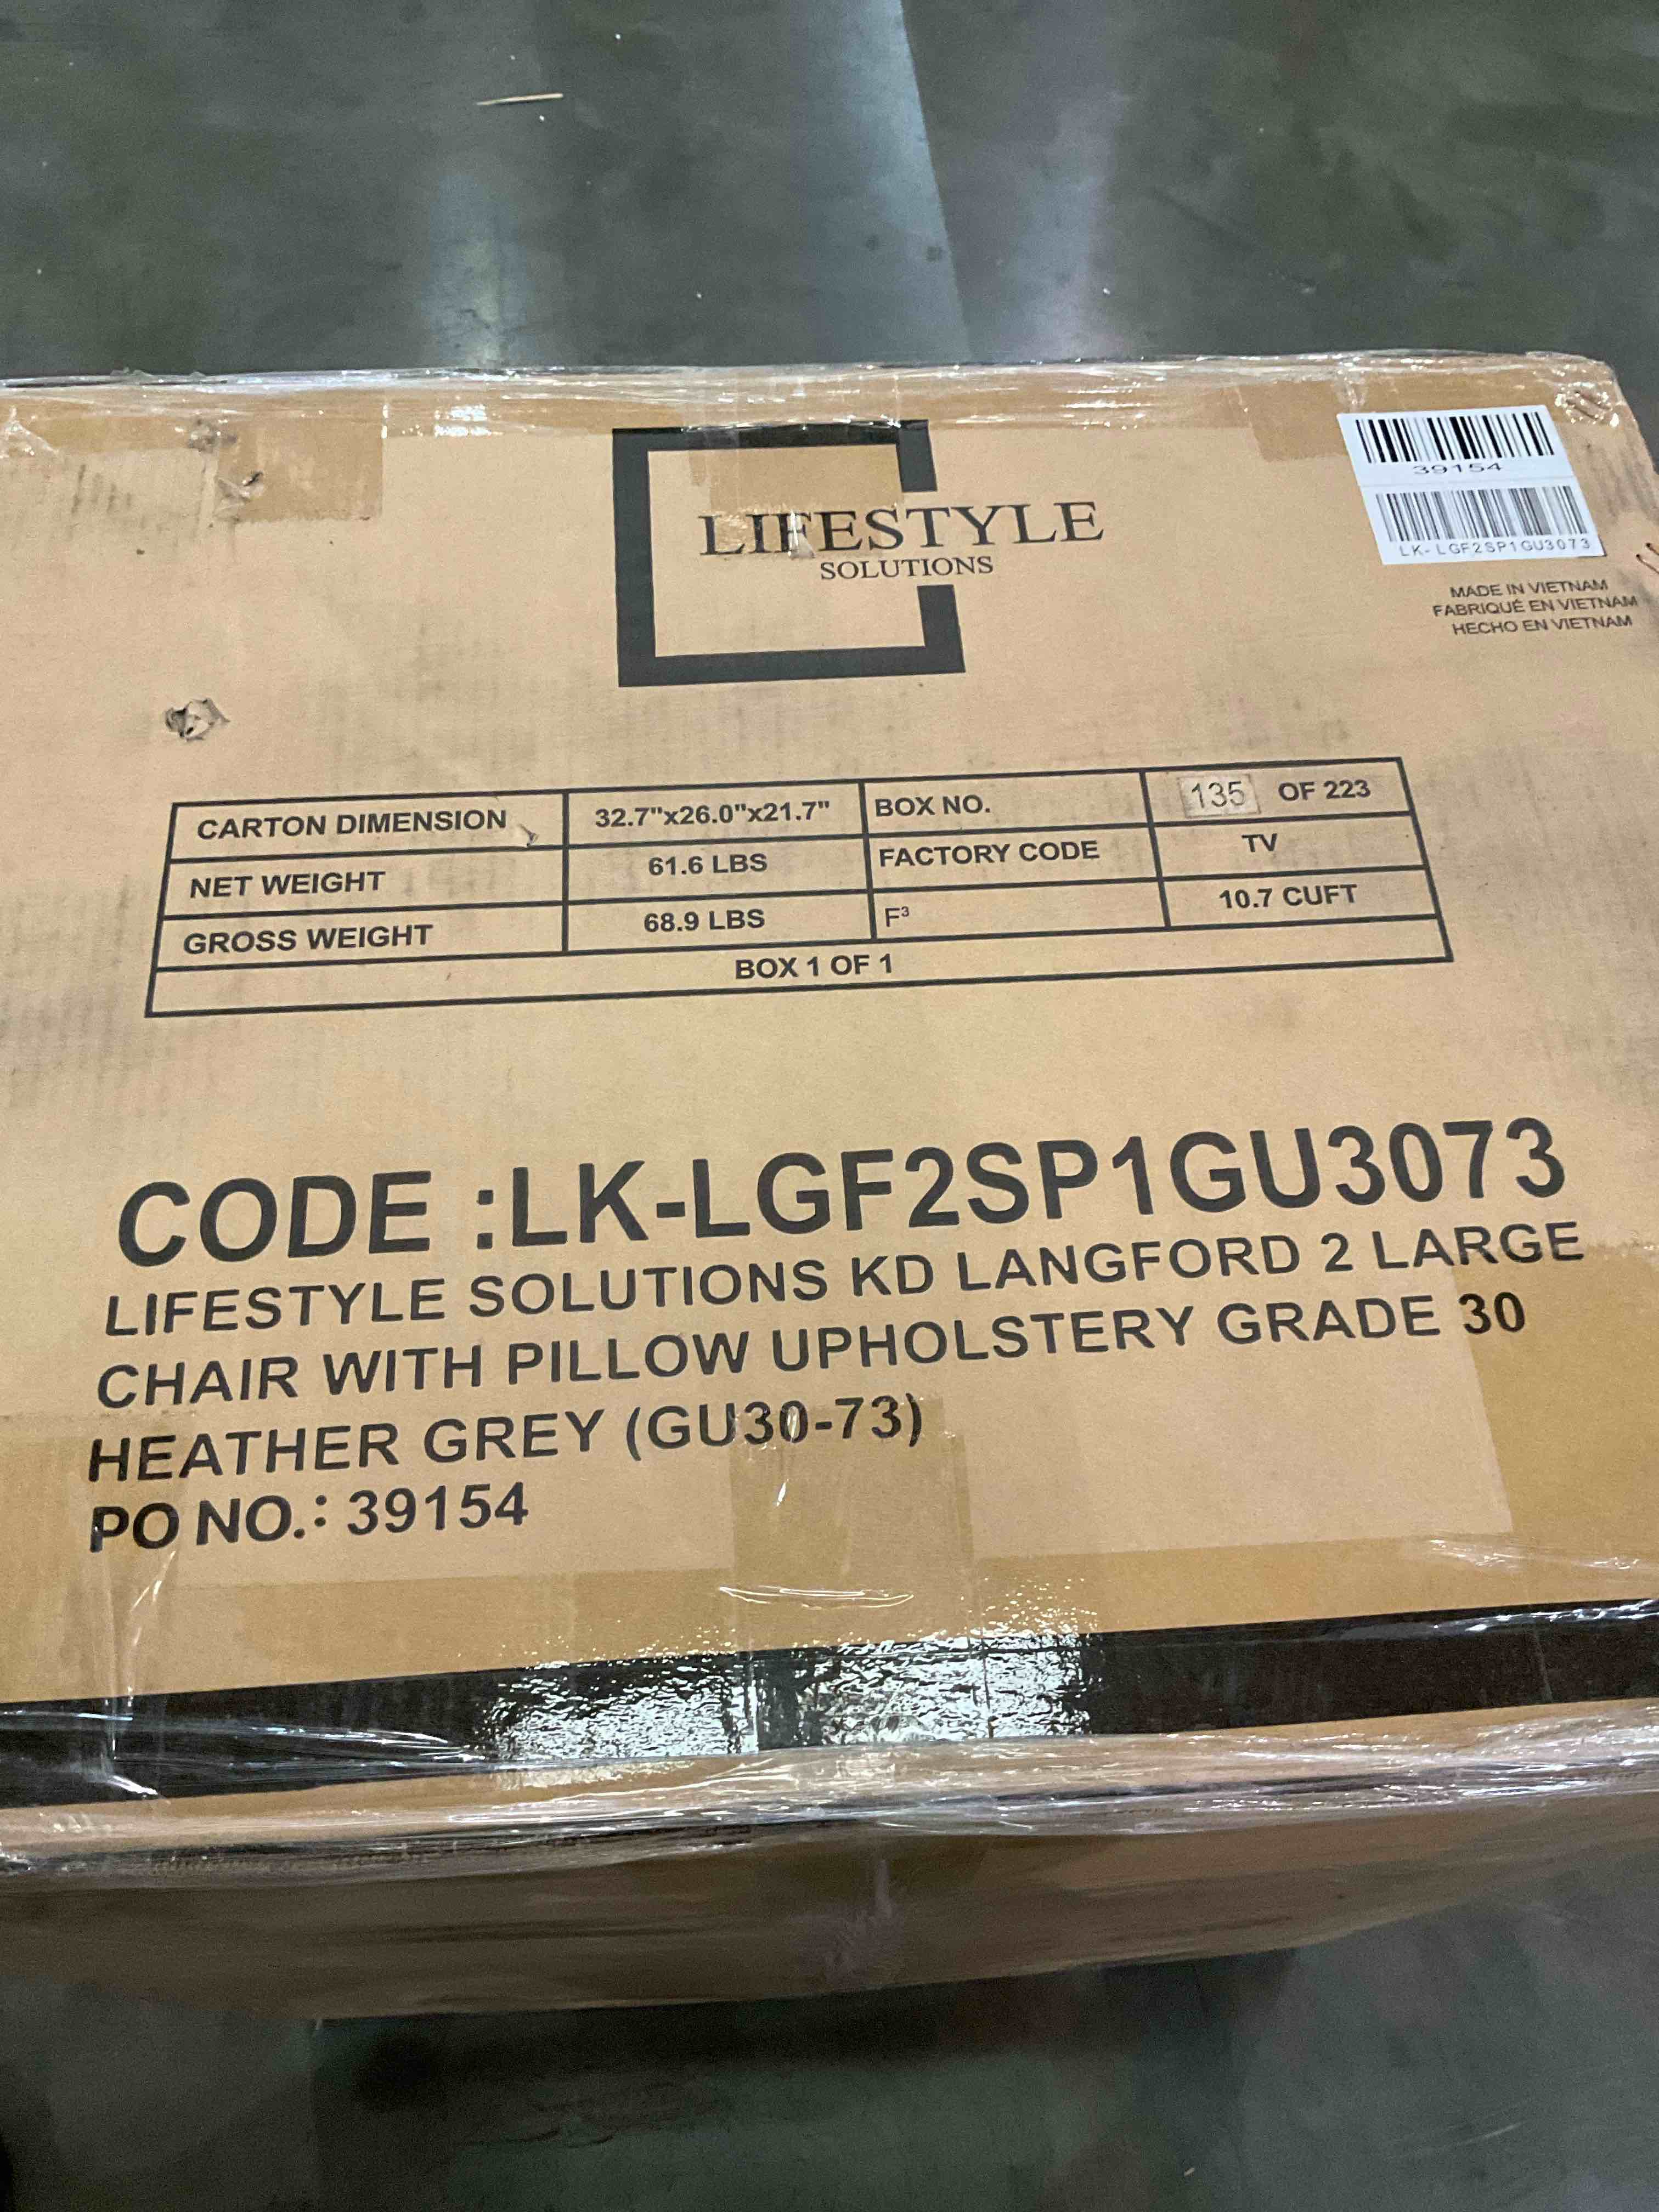 LIFESTYLE
SOLUTIONS
39154
LK-LGF2SP1GU3073
MADE IN VIETNAM
FABRIQUÉ EN VIETNAM
HECHO EN VIETNAM
CARTON DIMENSION 32.7"x26.0"x21.7" BOX NO. 135 OF 223
NET WEIGHT 61.6 LBS FACTORY CODE TV
GROSS WEIGHT 68.9 LBS F³ 10.7 CUFT
BOX 1 OF 1
CODE :LK-LGF2SP1GU3073
LIFESTYLE SOLUTIONS KD LANGFORD 2 LARGE
CHAIR WITH PILLOW UPHOLSTERY GRADE 30
HEATHER GREY (GU30-73)
PO NO.: 39154